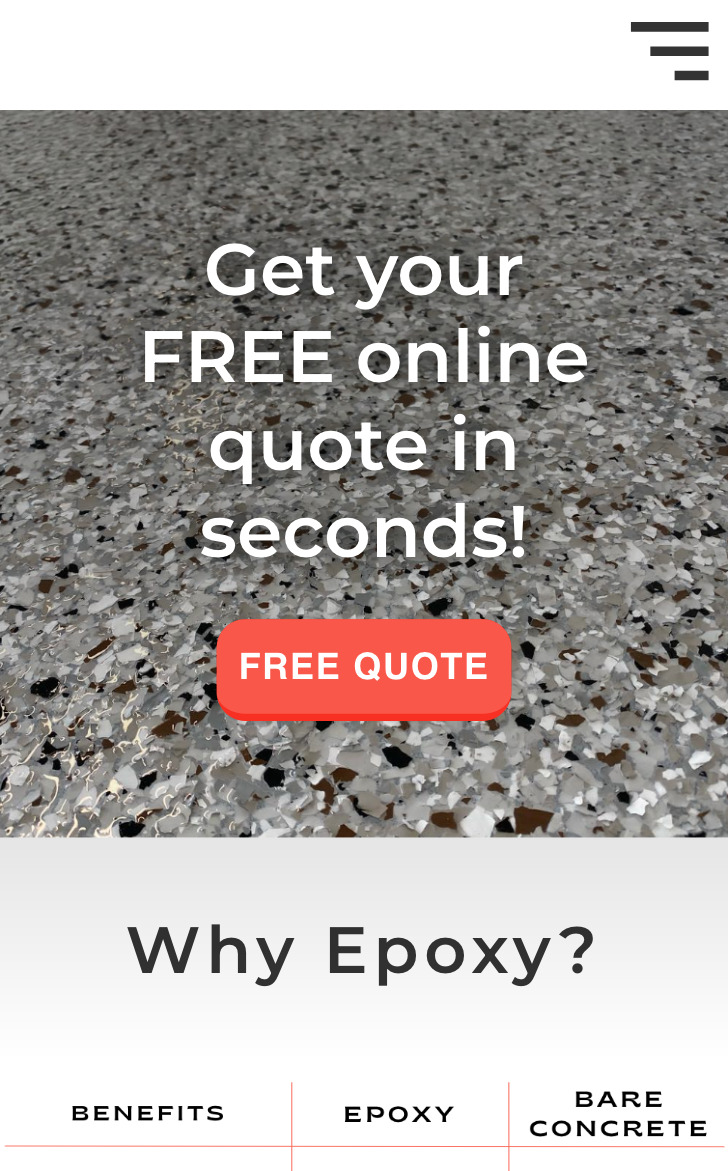 Get your
FREE online
quote in
seconds!
FREE QUOTE
Why Epoxy?
BENEFITS
EPOXY
BARE
CONCRETE